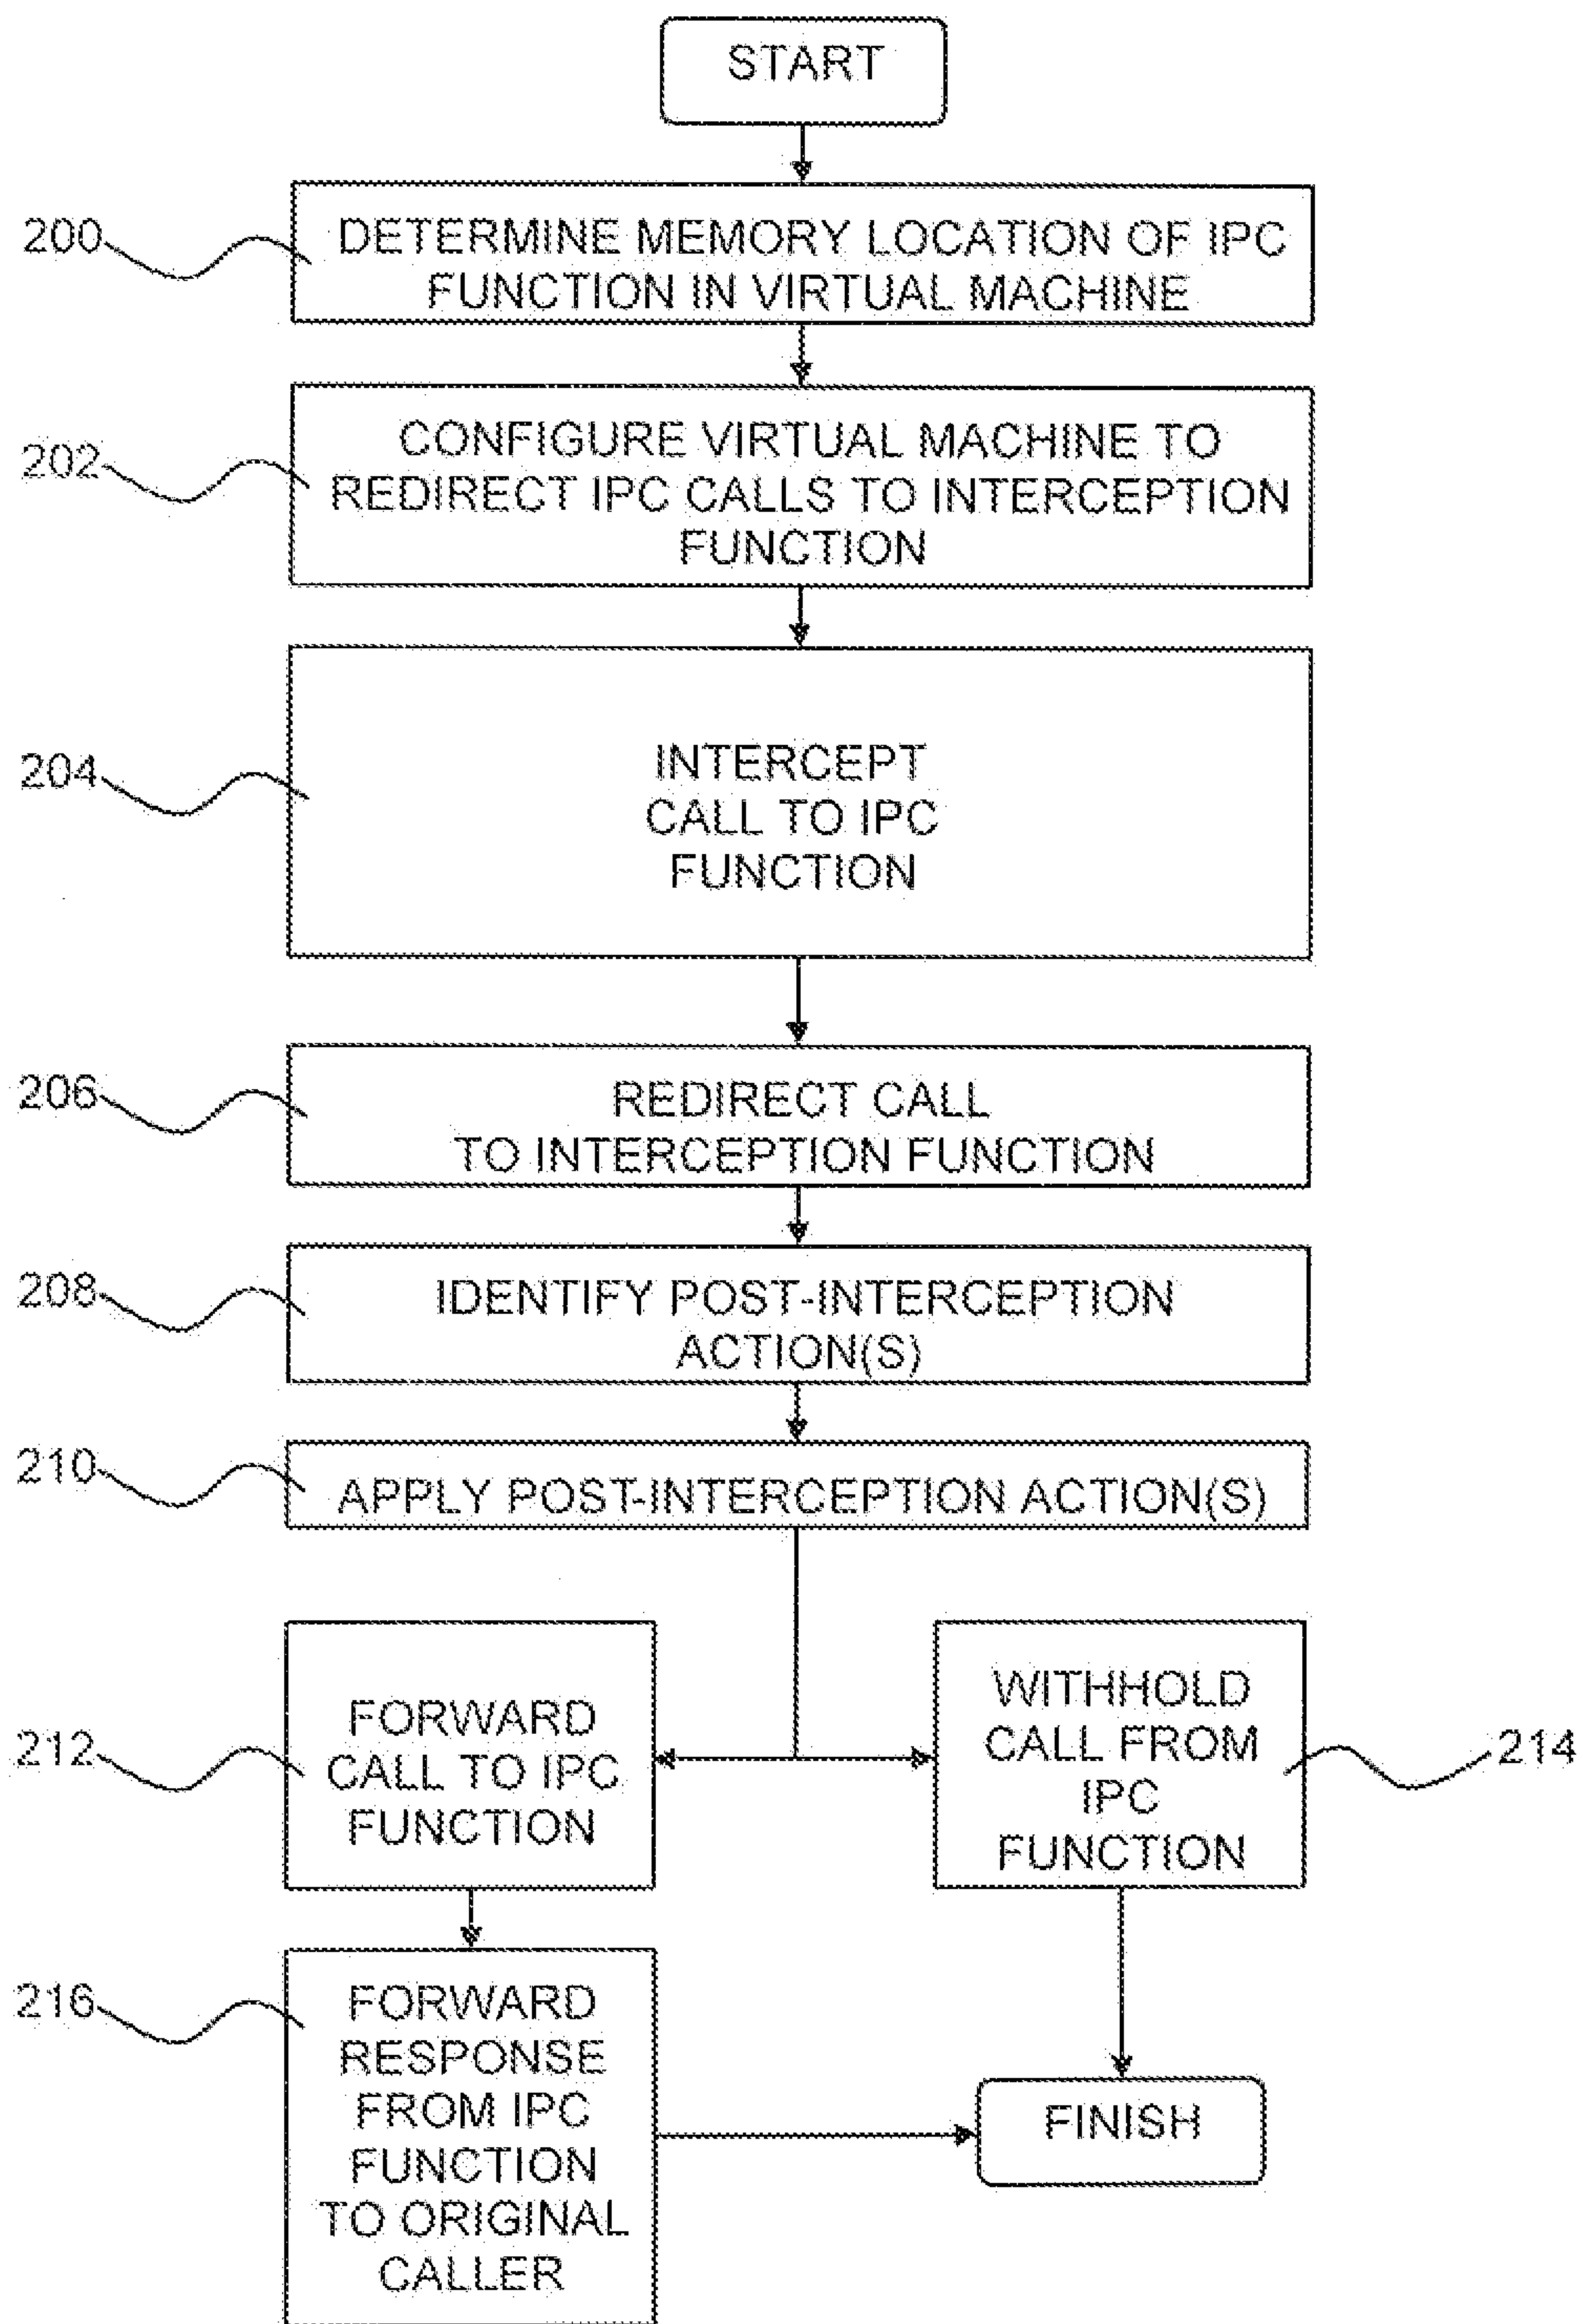 START
200
DETERMINE MEMORY LOCATION OF IPC
FUNCTION IN VIRTUAL MACHINE
202
CONFIGURE VIRTUAL MACHINE TO
REDIRECT IPC CALLS TO INTERCEPTION
FUNCTION
204
INTERCEPT
CALL TO IPC
FUNCTION
206
REDIRECT CALL
TO INTERCEPTION FUNCTION
208
IDENTIFY POST-INTERCEPTION
ACTION(S)
210
APPLY POST-INTERCEPTION ACTION(S)
212
FORWARD
CALL TO IPC
FUNCTION
WITHHOLD
CALL FROM
IPC
FUNCTION
214
216
FORWARD
RESPONSE
FROM IPC
FUNCTION
TO ORIGINAL
CALLER
FINISH